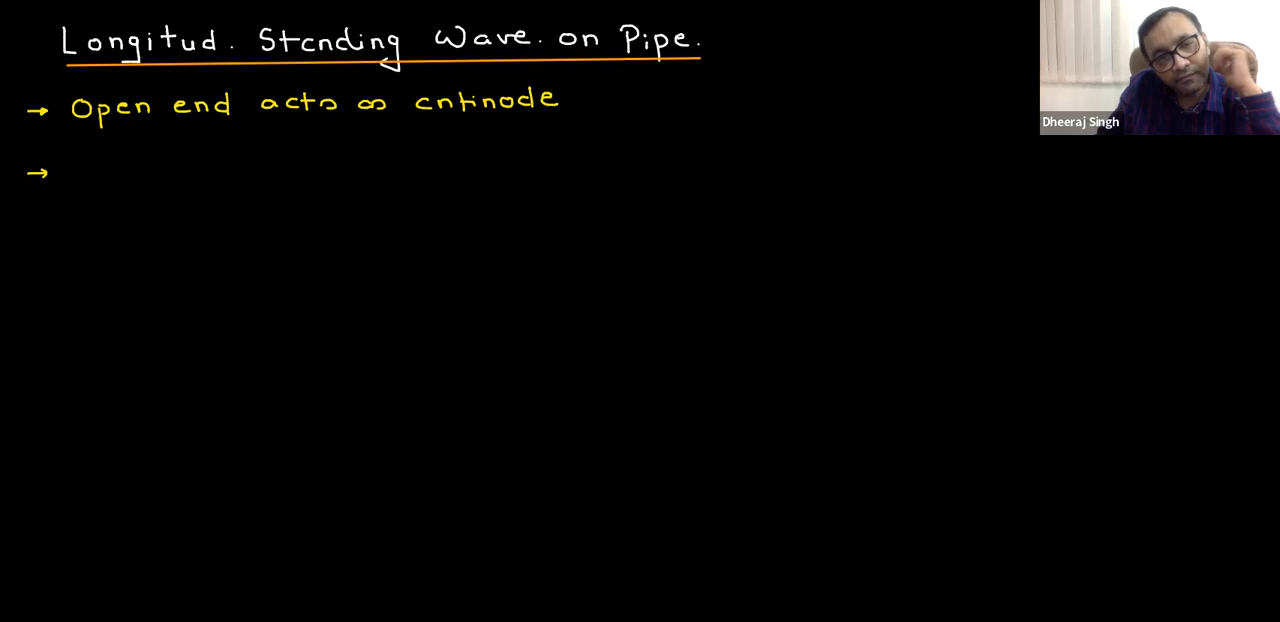 Longitud. Standing Wave. on Pipe.
→ Open end acts as antinode
→
Dheeraj Singh